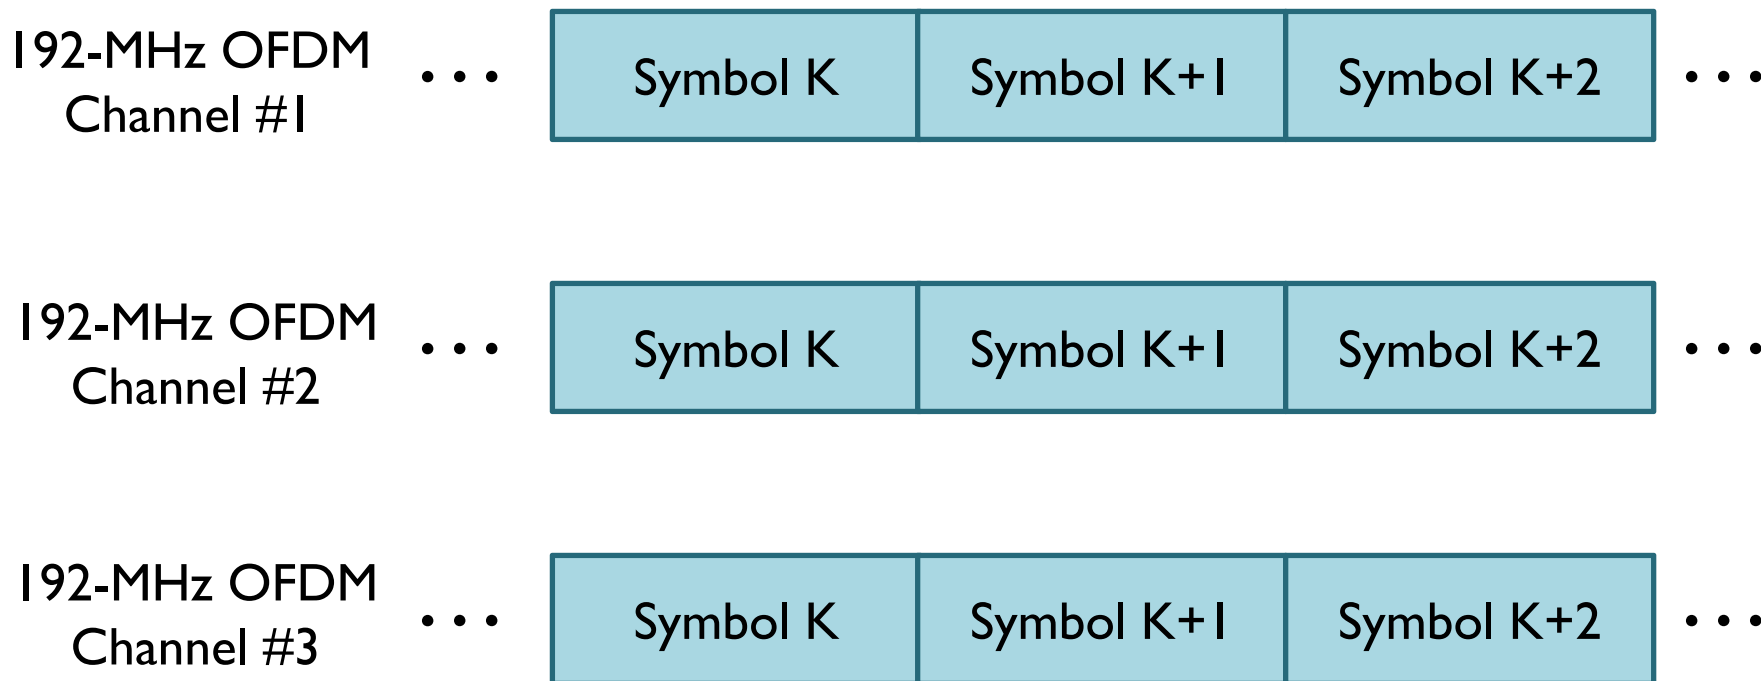 192-MHz OFDM
Channel #1
• • •
Symbol K
Symbol K+1
Symbol K+2
• • •
192-MHz OFDM
Channel #2
• • •
Symbol K
Symbol K+1
Symbol K+2
• • •
192-MHz OFDM
Channel #3
• • •
Symbol K
Symbol K+1
Symbol K+2
• • •